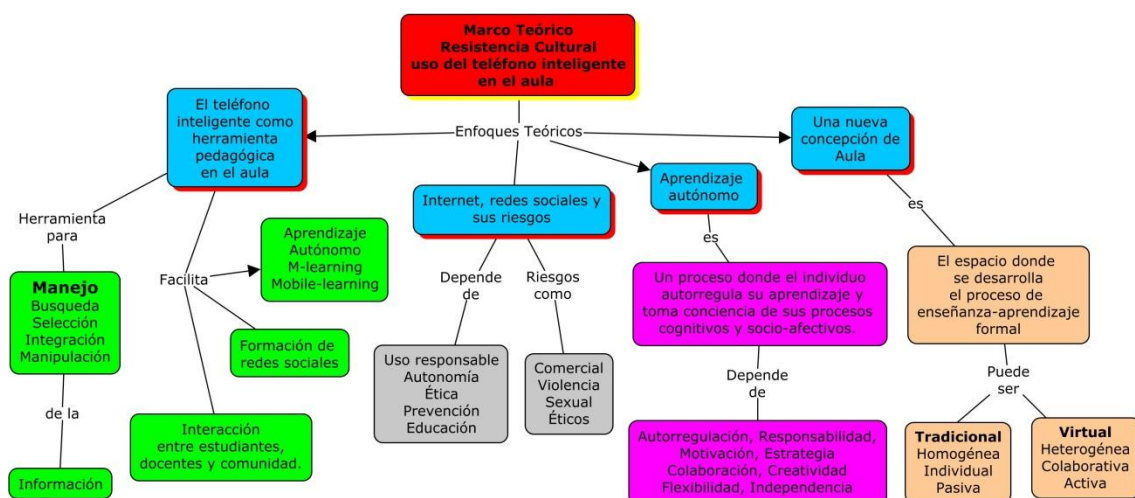 Marco Teórico
Resistencia Cultural
uso del teléfono inteligente
en el aula
Enfoques Teóricos
El teléfono
inteligente como
herramienta
pedagógica
en el aula
Herramienta
para
Manejo
Busqueda
Selección
Integración
Manipulación
de la
Información
Facilita
Aprendizaje
Autónomo
M-learning
Mobile-learning
Formación de
redes sociales
Interacción
entre estudiantes,
docentes y comunidad.
Internet, redes sociales y
sus riesgos
Depende
de
Uso responsable
Autonomía
Ética
Prevención
Educación
Riesgos
como
Comercial
Violencia
Sexual
Éticos
Aprendizaje
autónomo
es
Un proceso donde el individuo
autorregula su aprendizaje y
toma conciencia de sus procesos
cognitivos y socio-afectivos.
Depende
de
Autorregulación, Responsabilidad,
Motivación, Estrategia
Colaboración, Creatividad
Flexibilidad, Independencia
Una nueva
concepción de
Aula
es
El espacio donde
se desarrolla
el proceso de
enseñanza-aprendizaje
formal
Puede
ser
Tradicional
Homogénea
Individual
Pasiva
Virtual
Heterogénea
Colaborativa
Activa